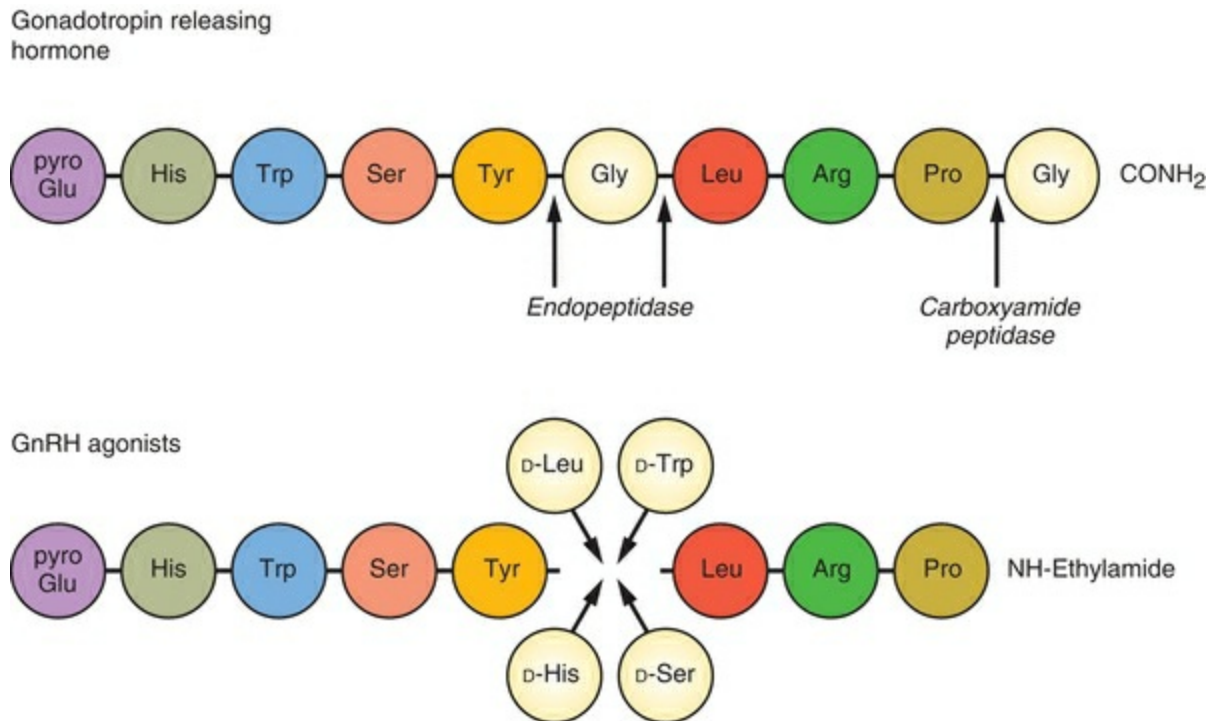 Gonadotropin releasing
hormone
pyro
Glu
His
Trp
Ser
Tyr
Gly
Leu
Arg
Pro
Gly
CONH₂
Endopeptidase
Carboxyamide
peptidase
GnRH agonists
D-Leu
D-Trp
pyro
Glu
His
Trp
Ser
Tyr
Leu
Arg
Pro
NH-Ethylamide
D-His
D-Ser